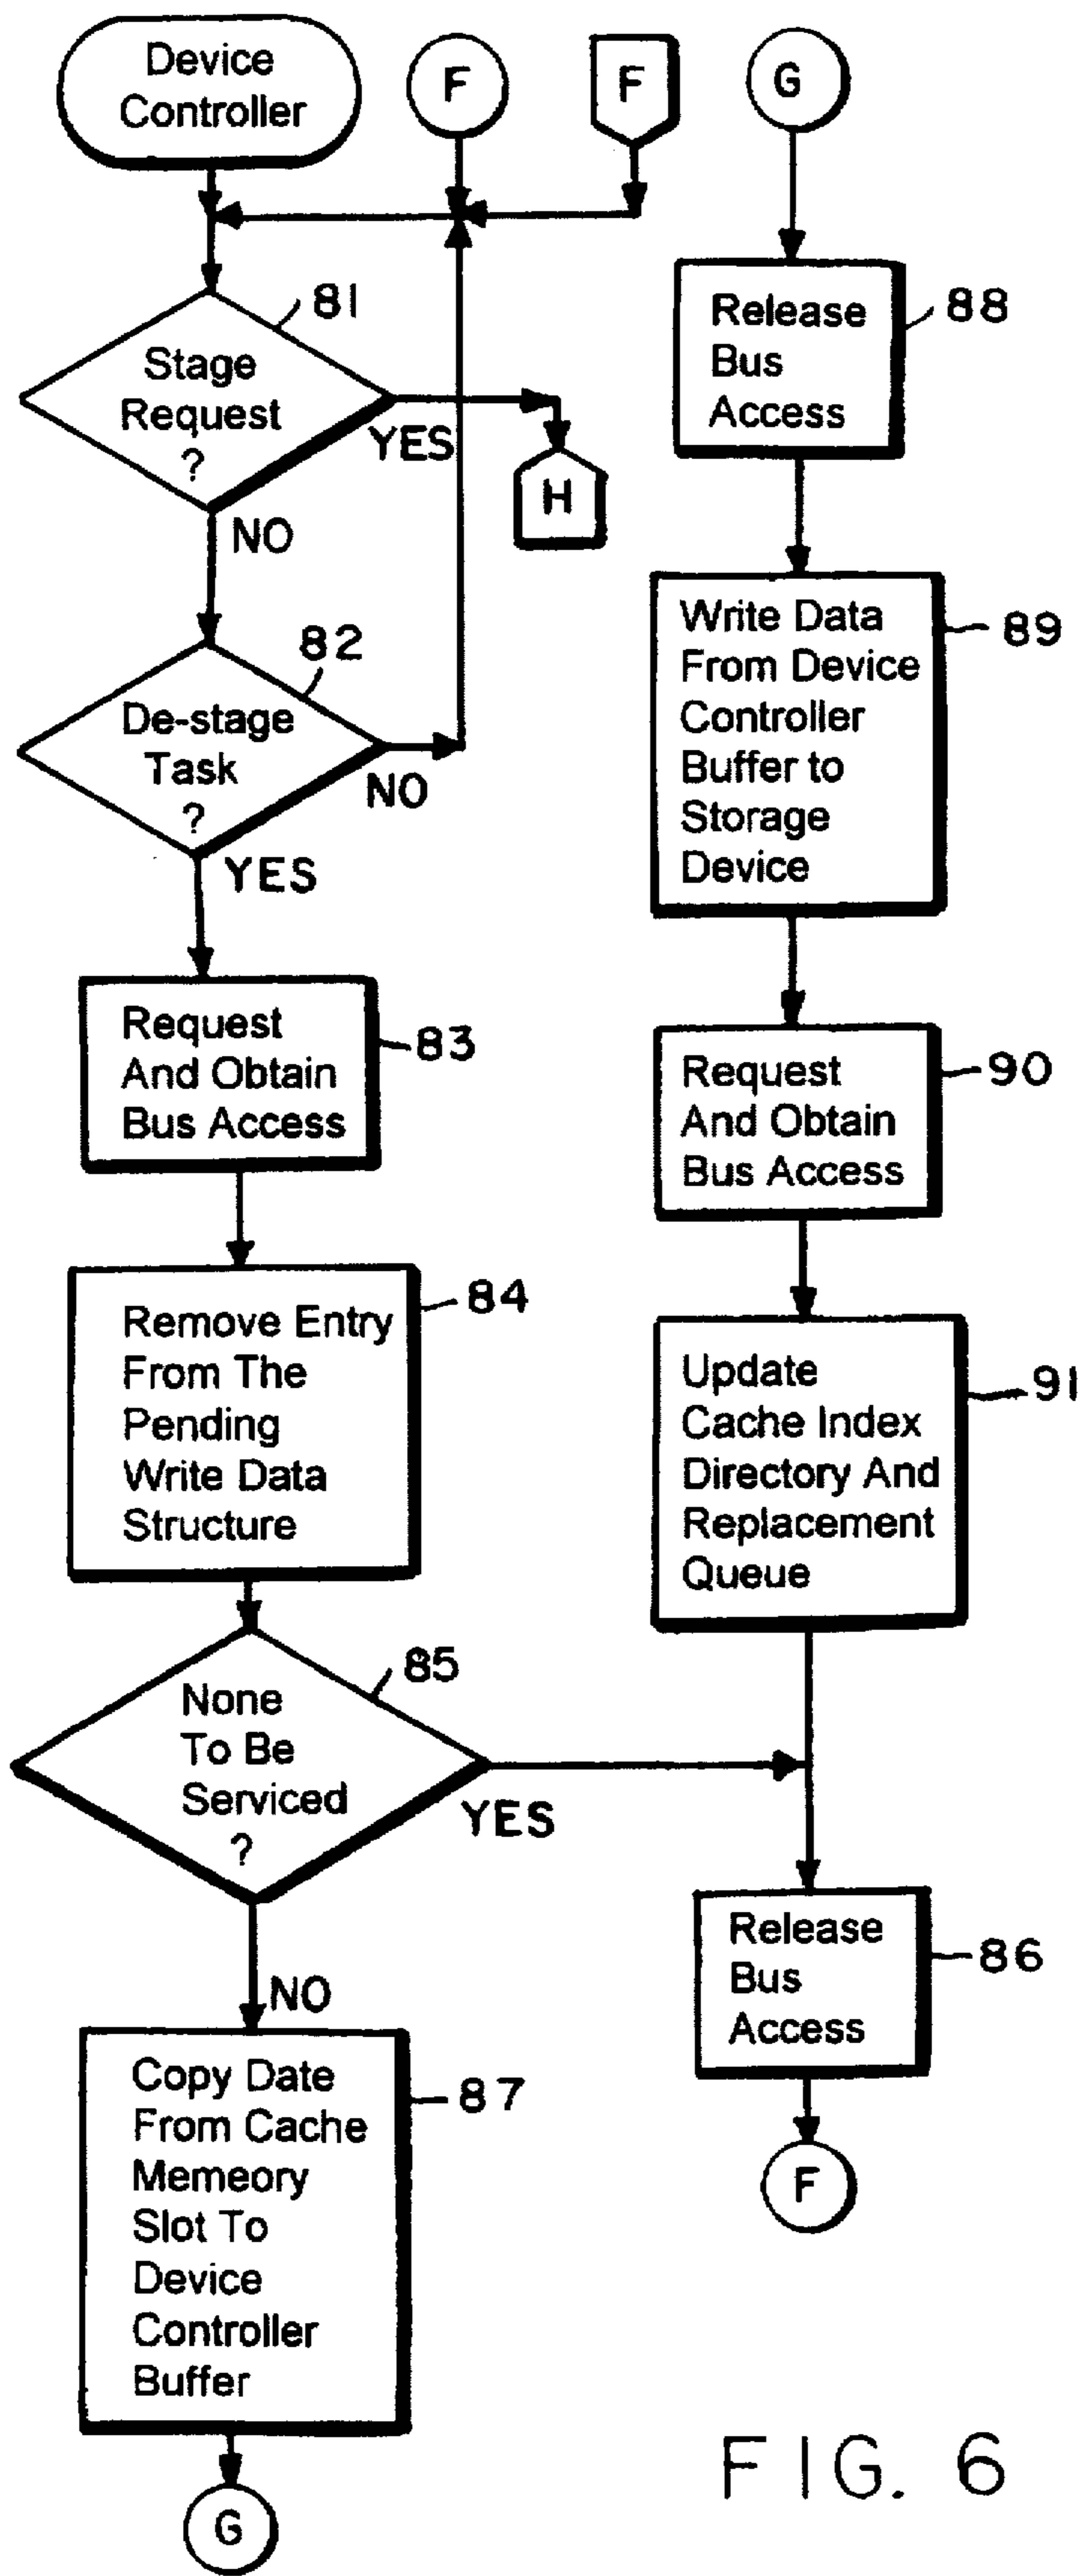 Device
Controller
F
F
G
81
Stage
Request
?
YES
H
NO
82
De-stage
Task
?
NO
YES
Request
And Obtain
Bus Access
83
Remove Entry
From The
Pending
Write Data
Structure
84
None
To Be
Serviced
?
85
YES
NO
Copy Date
From Cache
Memeory
Slot To
Device
Controller
Buffer
87
G
Release
Bus
Access
88
Write Data
From Device
Controller
Buffer to
Storage
Device
89
Request
And Obtain
Bus Access
90
Update
Cache Index
Directory And
Replacement
Queue
91
Release
Bus
Access
86
F
FIG. 6